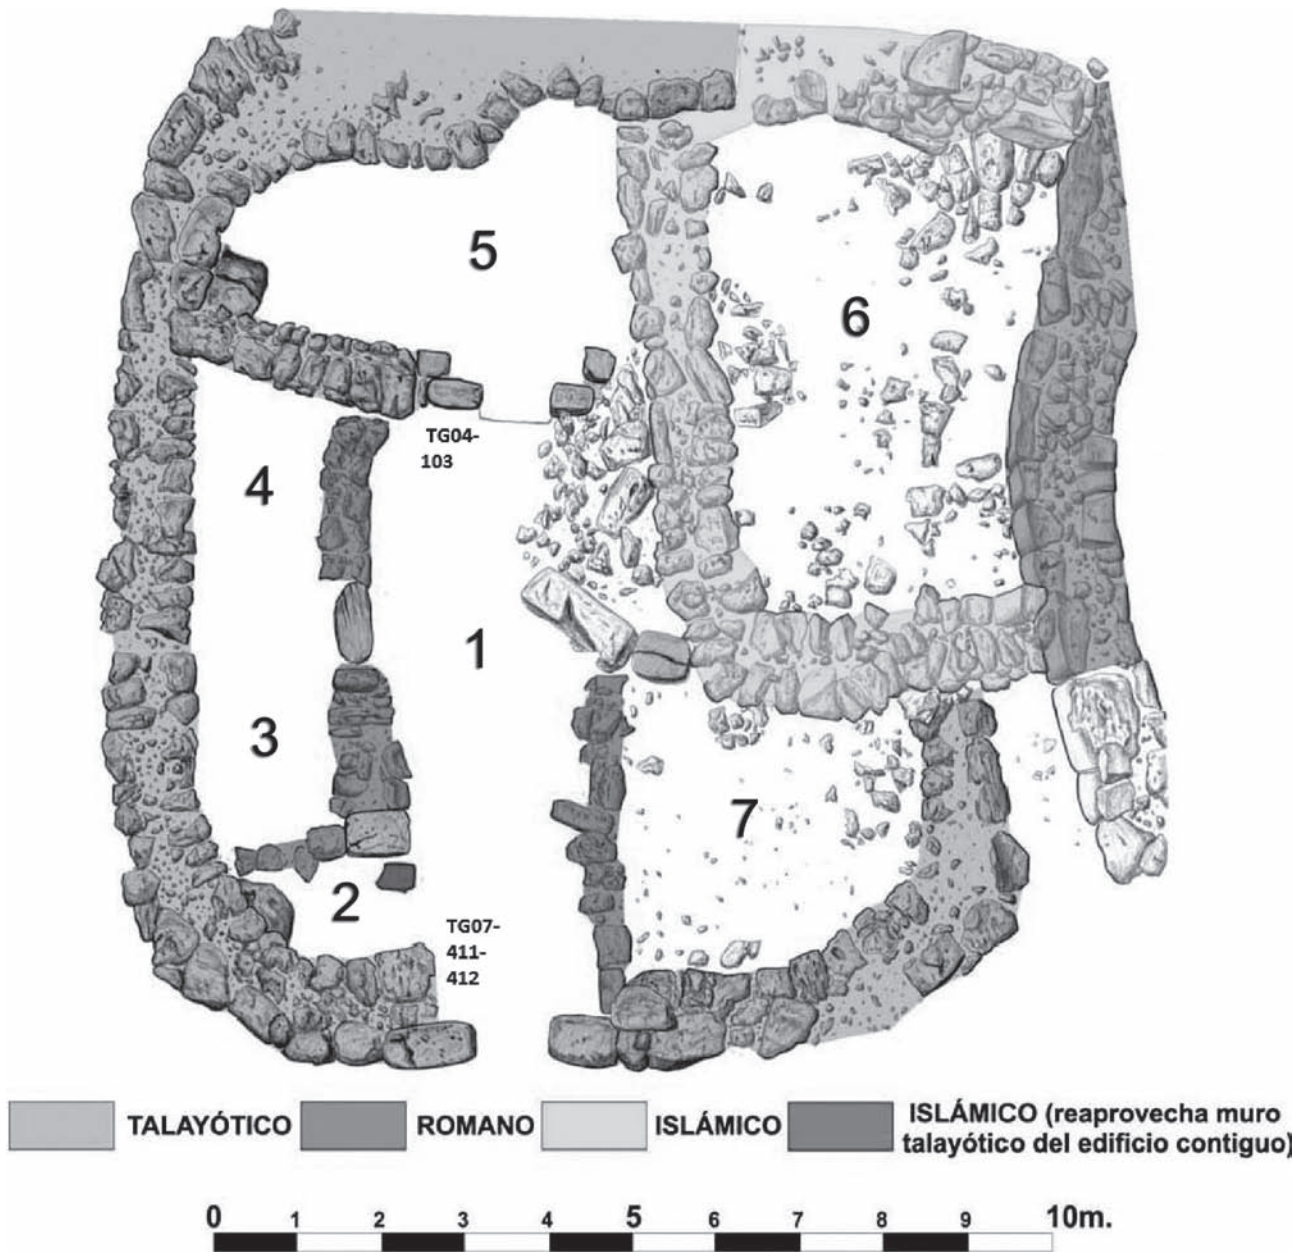 5
6
TG04-
103
4
1
3
7
2
TG07-
411-
412
TALAYÓTICO
ROMANO
ISLÁMICO
ISLÁMICO (reaprovecha muro
talayótico del edificio contiguo)
0 1 2 3 4 5 6 7 8 9 10m.